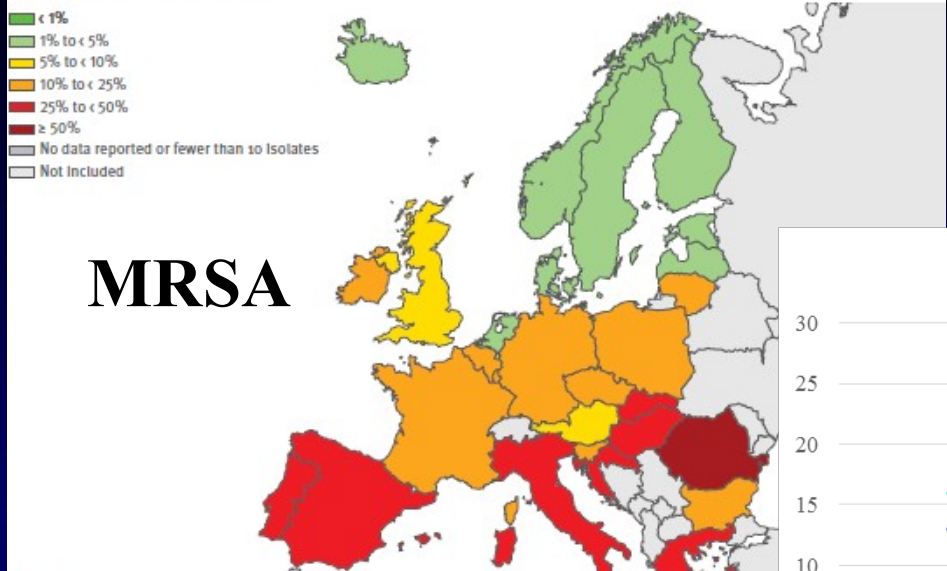 < 1%
1% to < 5%
5% to < 10%
10% to < 25%
25% to < 50%
≥ 50%
No data reported or fewer than 10 isolates
Not included
MRSA
30
25
20
15
10